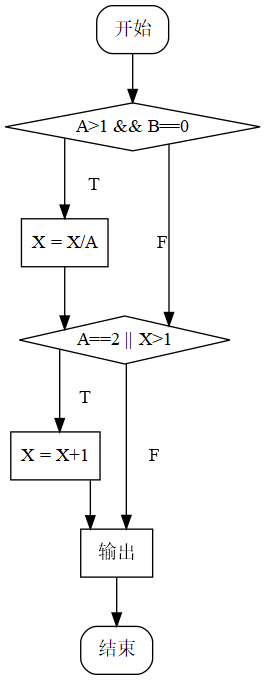 开始
A>1 && B==0
T
X = X/A
F
A==2 || X>1
T
X = X+1
F
输出
结束